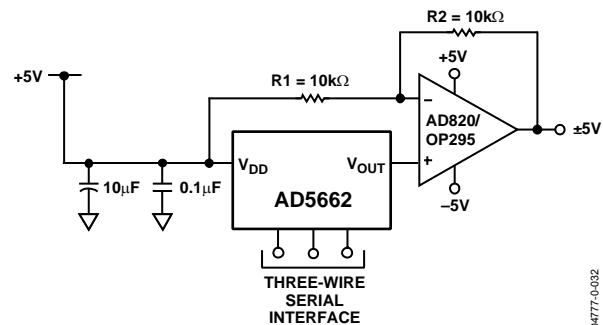 R2 = 10kΩ
+5V
R1 = 10kΩ
+5V
–
AD820/
OP295
±5V
+
–5V
10μF
0.1μF
VDD
VOUT
AD5662
THREE-WIRE
SERIAL
INTERFACE
04777-0-032